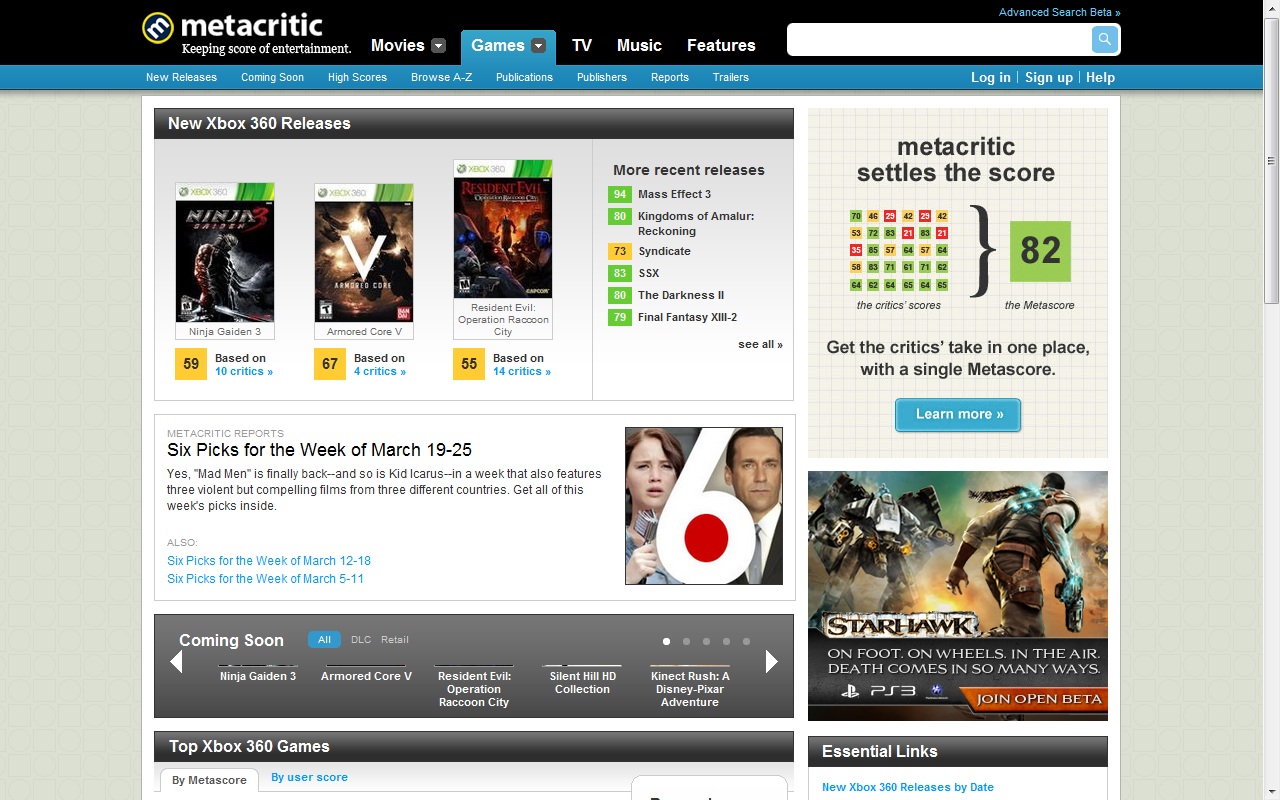 metacritic
Keeping score of entertainment.
Advanced Search Beta »
Movies
Games
TV
Music
Features
New Releases
Coming Soon
High Scores
Browse A-Z
Publications
Publishers
Reports
Trailers
Log in | Sign up | Help
New Xbox 360 Releases
XBOX 360
NINJA GAIDEN 3
Ninja Gaiden 3
59
Based on
10 critics »
XBOX 360
V
ARMORED CORE
Armored Core V
67
Based on
4 critics »
XBOX 360
RESIDENT EVIL
Operation Raccoon City
CAPCOM
Resident Evil:
Operation Raccoon
City
55
Based on
14 critics »
More recent releases
94 Mass Effect 3
80 Kingdoms of Amalur:
Reckoning
73 Syndicate
83 SSX
80 The Darkness II
79 Final Fantasy XIII-2
see all »
metacritic
settles the score
70 46 29 42 29 42
53 72 83 21 83 21
35 85 57 64 57 64
58 83 71 61 71 62
64 62 64 65 64 65
82
the critics' scores
the Metascore
Get the critics' take in one place,
with a single Metascore.
Learn more »
METACRITIC REPORTS
Six Picks for the Week of March 19-25
Yes, "Mad Men" is finally back--and so is Kid Icarus--in a week that also features
three violent but compelling films from three different countries. Get all of this
week's picks inside.
ALSO:
Six Picks for the Week of March 12-18
Six Picks for the Week of March 5-11
6
STARHAWK
ON FOOT. ON WHEELS. IN THE AIR.
DEATH COMES IN SO MANY WAYS.
PS3
JOIN OPEN BETA
Coming Soon
All
DLC
Retail
Ninja Gaiden 3
Armored Core V
Resident Evil:
Operation
Raccoon City
Silent Hill HD
Collection
Kinect Rush: A
Disney-Pixar
Adventure
Top Xbox 360 Games
By Metascore
By user score
Essential Links
New Xbox 360 Releases by Date